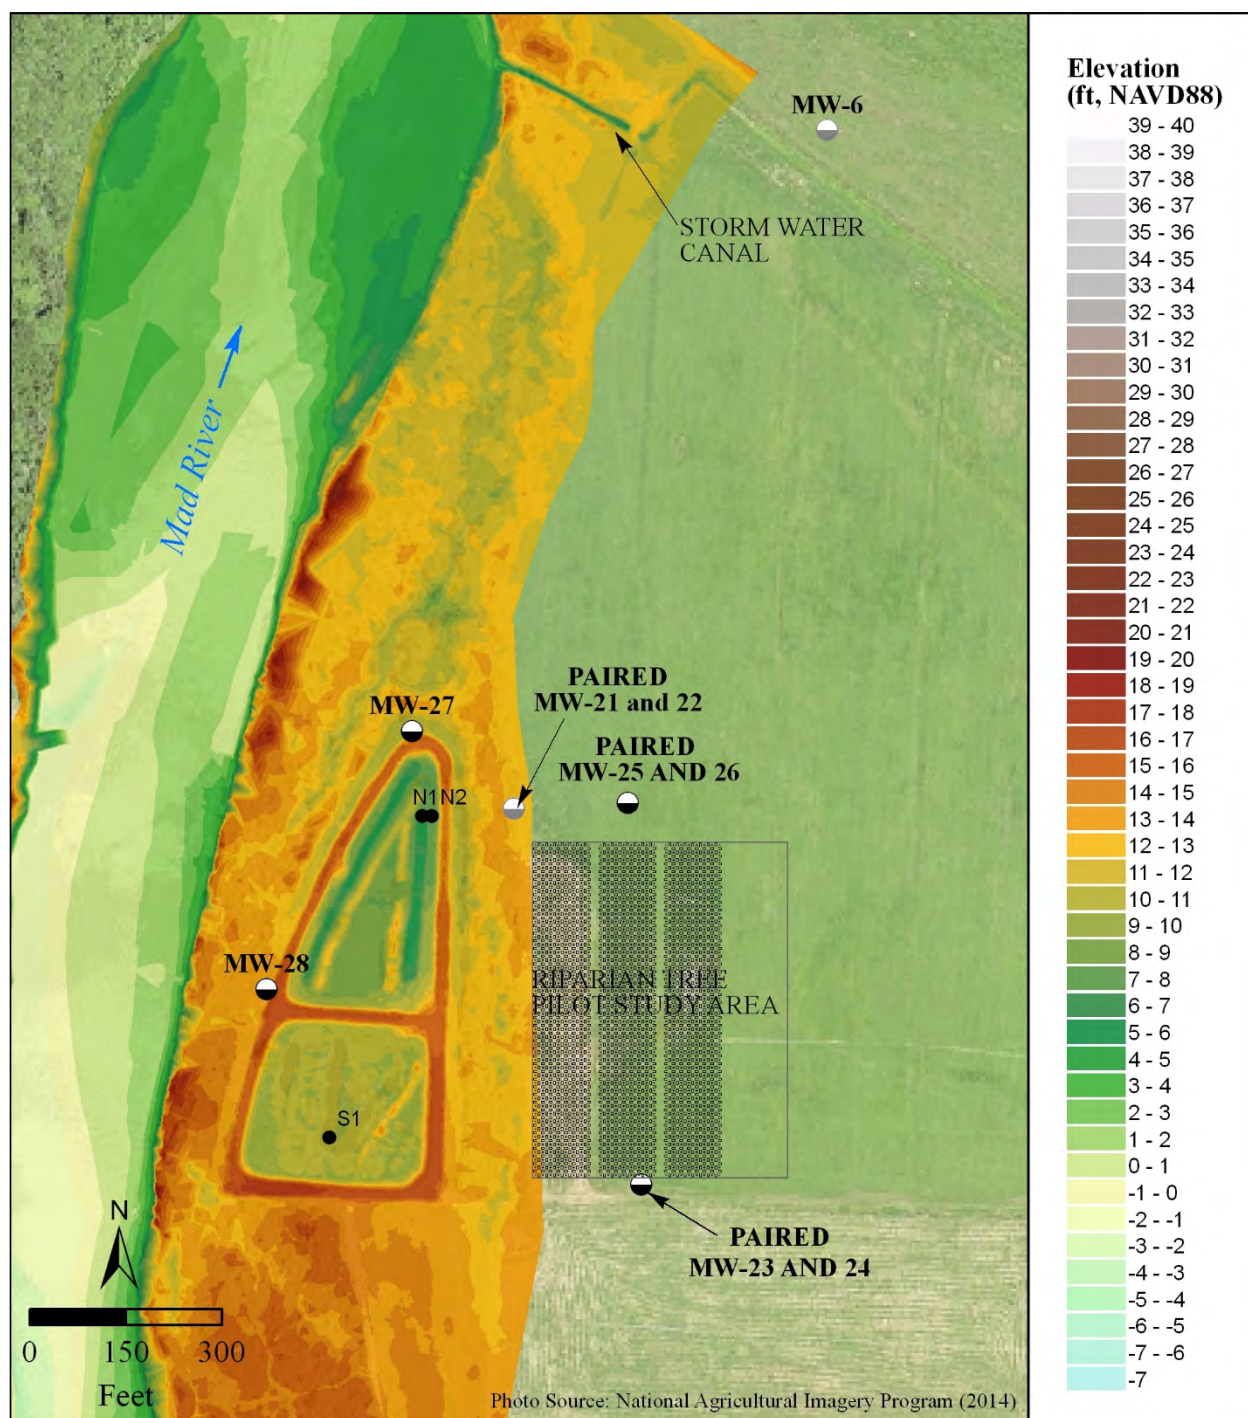 MW-6
STORM WATER
CANAL
Mad River
PAIRED
MW-21 and 22
MW-27
PAIRED
MW-25 AND 26
N1 N2
MW-28
RIPARIAN TREE
PILOT STUDY AREA
S1
PAIRED
MW-23 AND 24
N
0 150 300
Feet
Photo Source: National Agricultural Imagery Program (2014)
Elevation
(ft, NAVD88)
39 - 40
38 - 39
37 - 38
36 - 37
35 - 36
34 - 35
33 - 34
32 - 33
31 - 32
30 - 31
29 - 30
28 - 29
27 - 28
26 - 27
25 - 26
24 - 25
23 - 24
22 - 23
21 - 22
20 - 21
19 - 20
18 - 19
17 - 18
16 - 17
15 - 16
14 - 15
13 - 14
12 - 13
11 - 12
10 - 11
9 - 10
8 - 9
7 - 8
6 - 7
5 - 6
4 - 5
3 - 4
2 - 3
1 - 2
0 - 1
-1 - 0
-2 - -1
-3 - -2
-4 - -3
-5 - -4
-6 - -5
-7 - -6
-7